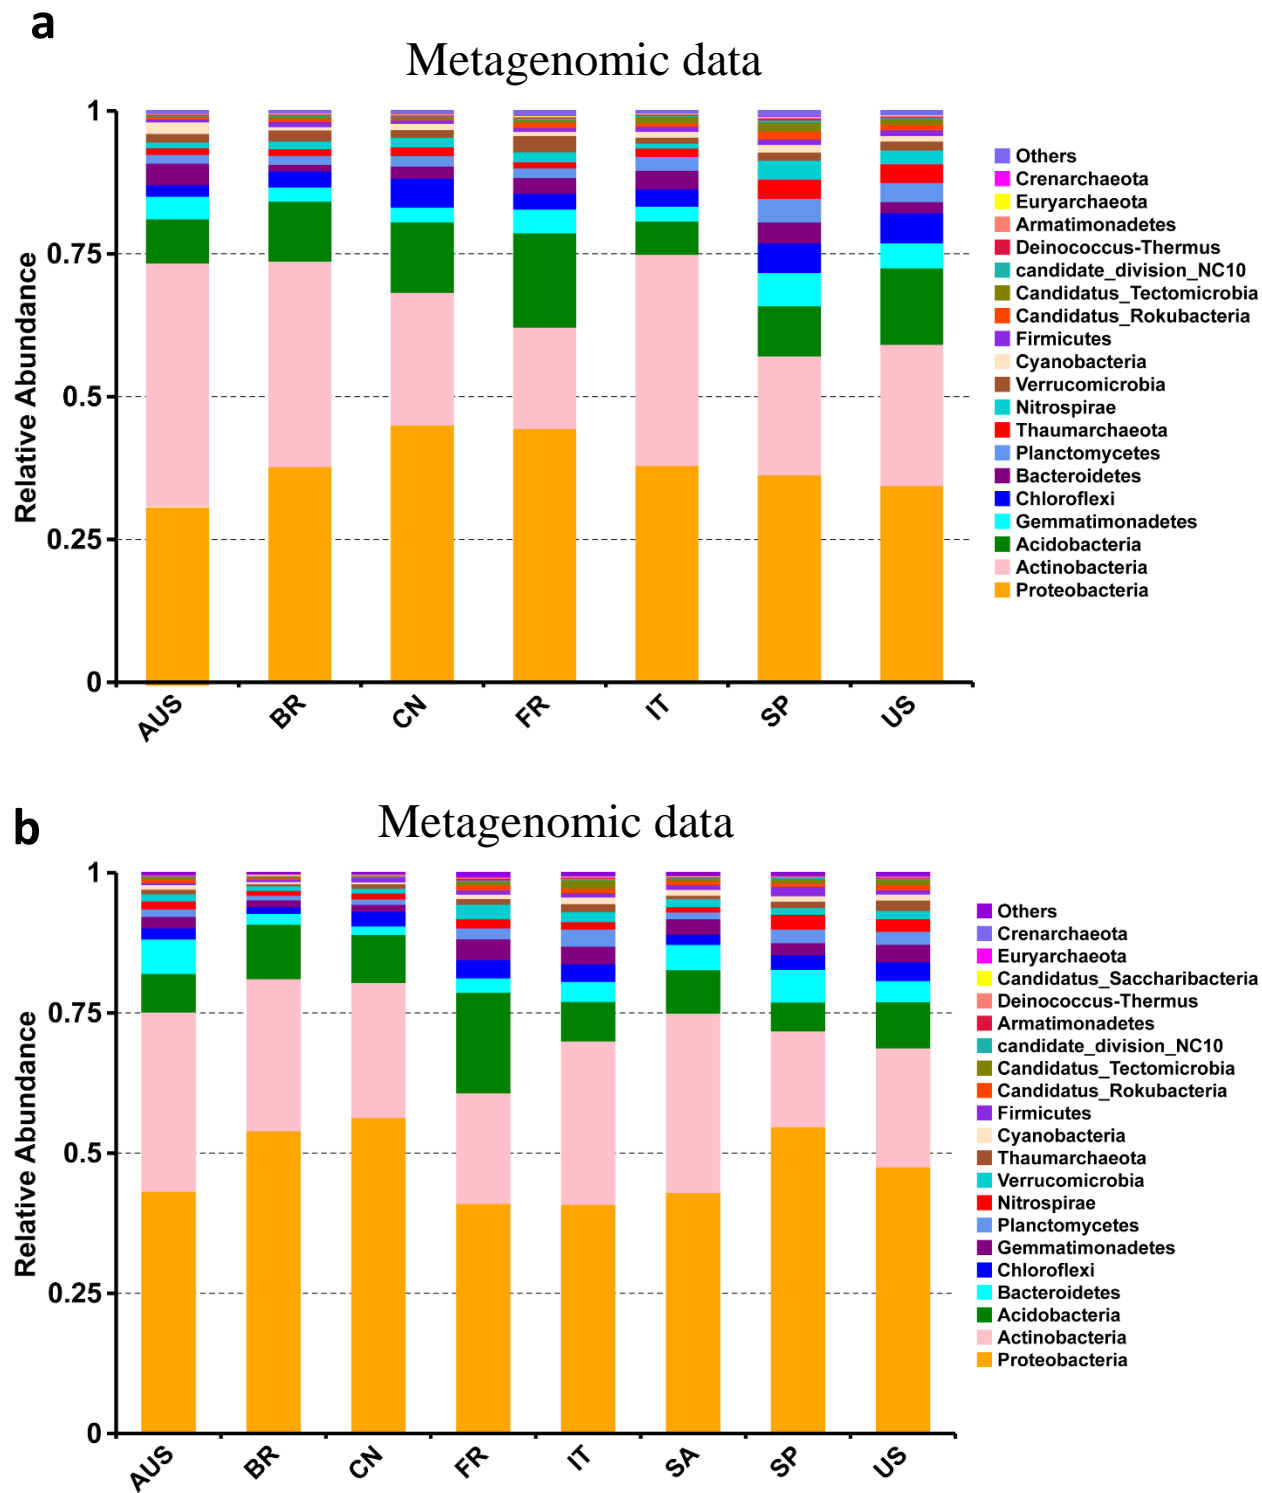 a
Metagenomic data
Relative Abundance
1
0.75
0.5
0.25
0
AUS
BR
CN
FR
IT
SP
US
Others
Crenarchaeota
Euryarchaeota
Armatimonadetes
Deinococcus-Thermus
candidate_division_NC10
Candidatus_Tectomicrobia
Candidatus_Rokubacteria
Firmicutes
Cyanobacteria
Verrucomicrobia
Nitrospirae
Thaumarchaeota
Planctomycetes
Bacteroidetes
Chloroflexi
Gemmatimonadetes
Acidobacteria
Actinobacteria
Proteobacteria
b
Metagenomic data
Relative Abundance
1
0.75
0.5
0.25
0
AUS
BR
CN
FR
IT
SA
SP
US
Others
Crenarchaeota
Euryarchaeota
Candidatus_Saccharibacteria
Deinococcus-Thermus
Armatimonadetes
candidate_division_NC10
Candidatus_Tectomicrobia
Candidatus_Rokubacteria
Firmicutes
Cyanobacteria
Thaumarchaeota
Verrucomicrobia
Nitrospirae
Planctomycetes
Gemmatimonadetes
Chloroflexi
Bacteroidetes
Acidobacteria
Actinobacteria
Proteobacteria